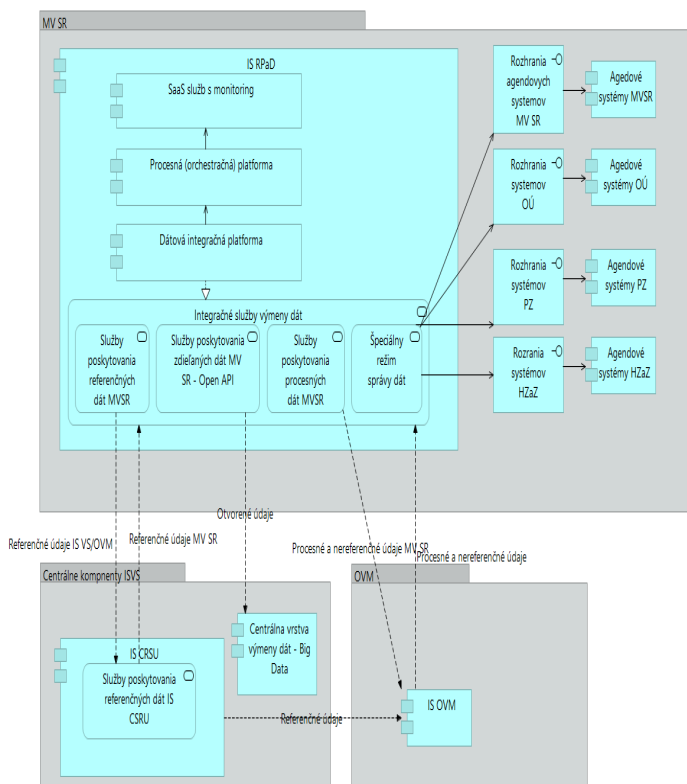 MV SR
IS RPaD
SaaS služb s monitoring
Procesná (orchestračná) platforma
Dátová integračná platforma
Integračné služby výmeny dát
Služby
poskytovania
referenčných
dát MVSR
Služby poskytovania
zdieľaných dát MV
SR - Open API
Služby
poskytovania
procesných
dát MVSR
Špeciálny
režim
správy dát
Rozhrania
agendovych
systemov
MV SR
Agedové
systémy MVSR
Rozhrania
systemov
OÚ
Agedové
systémy OÚ
Rozhrania
systémov
PZ
Agendové
systémy PZ
Rozrania
systémov
HZaZ
Agendové
systémy HZaZ
Otvorené údaje
Referenčné údaje IS VS/OVM
Referenčné údaje MV SR
Procesné a nereferenčné údaje MV SR
Procesné a nereferenčné údaje
Centrálne kompnenty ISVS
IS CRSU
Služby poskytovania
referenčných dát IS
CSRU
Centrálna vrstva
výmeny dát - Big
Data
Referenčné údaje
OVM
IS OVM